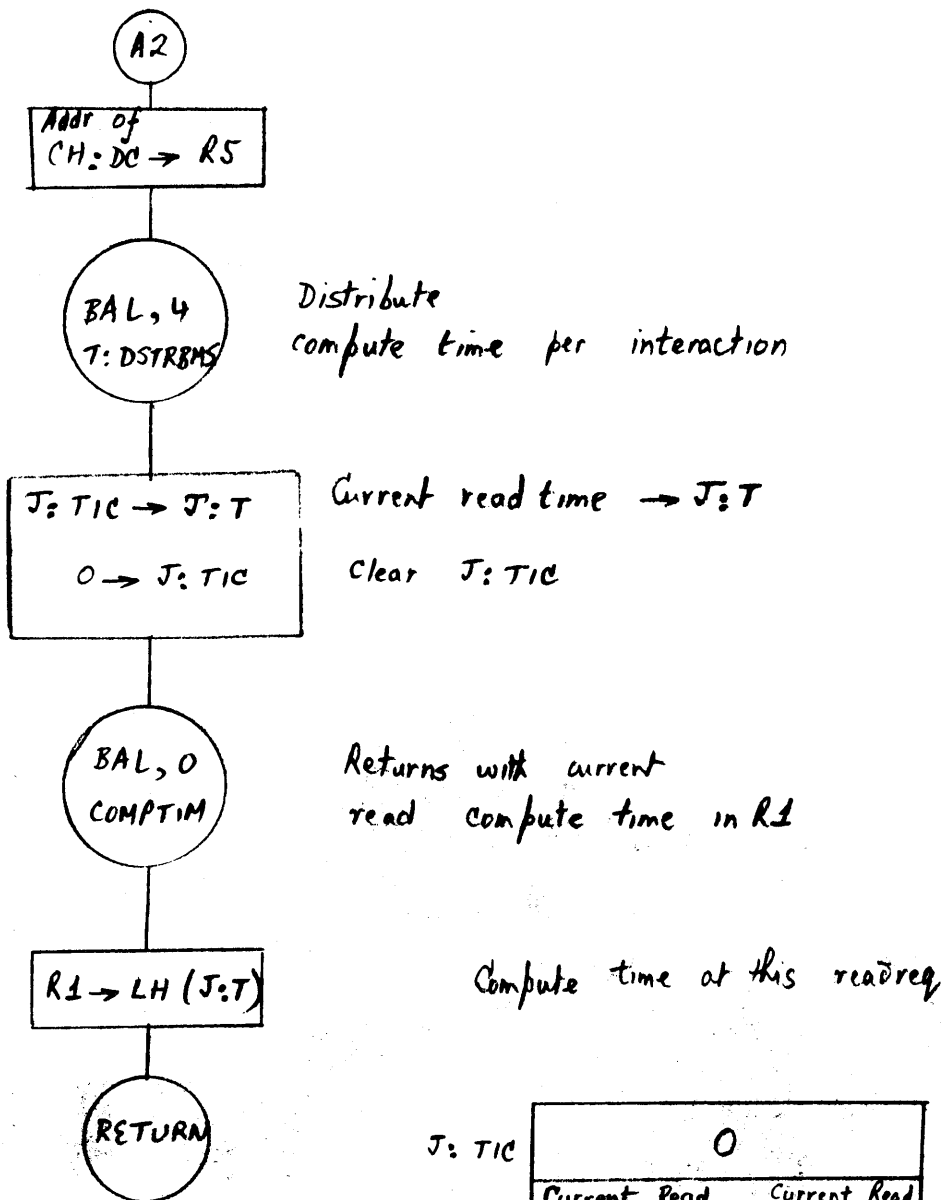 A2
Addr of
CH:DC → R5
BAL, 4
T:DSTRBMS
Distribute
compute time per interaction
J:TIC → J:T
0 → J:TIC
Current read time → J:T
Clear J:TIC
BAL, 0
COMPTIM
Returns with current
read compute time in R1
R1 → LH (J:T)
Compute time at this readreq
RETURN
J:TIC
0
Current Read Current Read